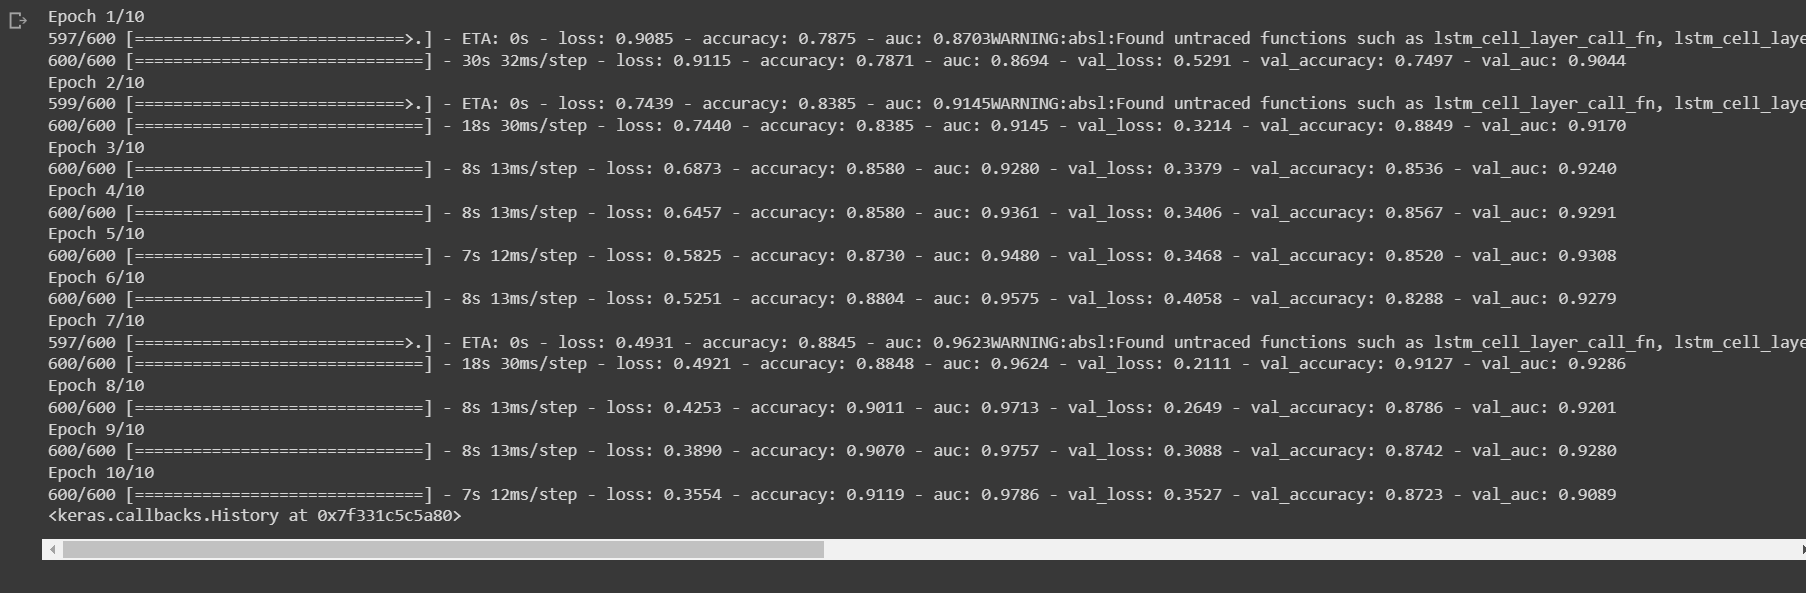 Epoch 1/10
597/600 [============================>.] - ETA: 0s - loss: 0.9085 - accuracy: 0.7875 - auc: 0.8703WARNING:absl:Found untraced functions such as lstm_cell_layer_call_fn, lstm_cell_laye
600/600 [==============================] - 30s 32ms/step - loss: 0.9115 - accuracy: 0.7871 - auc: 0.8694 - val_loss: 0.5291 - val_accuracy: 0.7497 - val_auc: 0.9044
Epoch 2/10
599/600 [============================>.] - ETA: 0s - loss: 0.7439 - accuracy: 0.8385 - auc: 0.9145WARNING:absl:Found untraced functions such as lstm_cell_layer_call_fn, lstm_cell_laye
600/600 [==============================] - 18s 30ms/step - loss: 0.7440 - accuracy: 0.8385 - auc: 0.9145 - val_loss: 0.3214 - val_accuracy: 0.8849 - val_auc: 0.9170
Epoch 3/10
600/600 [==============================] - 8s 13ms/step - loss: 0.6873 - accuracy: 0.8580 - auc: 0.9280 - val_loss: 0.3379 - val_accuracy: 0.8536 - val_auc: 0.9240
Epoch 4/10
600/600 [==============================] - 8s 13ms/step - loss: 0.6457 - accuracy: 0.8580 - auc: 0.9361 - val_loss: 0.3406 - val_accuracy: 0.8567 - val_auc: 0.9291
Epoch 5/10
600/600 [==============================] - 7s 12ms/step - loss: 0.5825 - accuracy: 0.8730 - auc: 0.9480 - val_loss: 0.3468 - val_accuracy: 0.8520 - val_auc: 0.9308
Epoch 6/10
600/600 [==============================] - 8s 13ms/step - loss: 0.5251 - accuracy: 0.8804 - auc: 0.9575 - val_loss: 0.4058 - val_accuracy: 0.8288 - val_auc: 0.9279
Epoch 7/10
597/600 [============================>.] - ETA: 0s - loss: 0.4931 - accuracy: 0.8845 - auc: 0.9623WARNING:absl:Found untraced functions such as lstm_cell_layer_call_fn, lstm_cell_laye
600/600 [==============================] - 18s 30ms/step - loss: 0.4921 - accuracy: 0.8848 - auc: 0.9624 - val_loss: 0.2111 - val_accuracy: 0.9127 - val_auc: 0.9286
Epoch 8/10
600/600 [==============================] - 8s 13ms/step - loss: 0.4253 - accuracy: 0.9011 - auc: 0.9713 - val_loss: 0.2649 - val_accuracy: 0.8786 - val_auc: 0.9201
Epoch 9/10
600/600 [==============================] - 8s 13ms/step - loss: 0.3890 - accuracy: 0.9070 - auc: 0.9757 - val_loss: 0.3088 - val_accuracy: 0.8742 - val_auc: 0.9280
Epoch 10/10
600/600 [==============================] - 7s 12ms/step - loss: 0.3554 - accuracy: 0.9119 - auc: 0.9786 - val_loss: 0.3527 - val_accuracy: 0.8723 - val_auc: 0.9089
<keras.callbacks.History at 0x7f331c5c5a80>